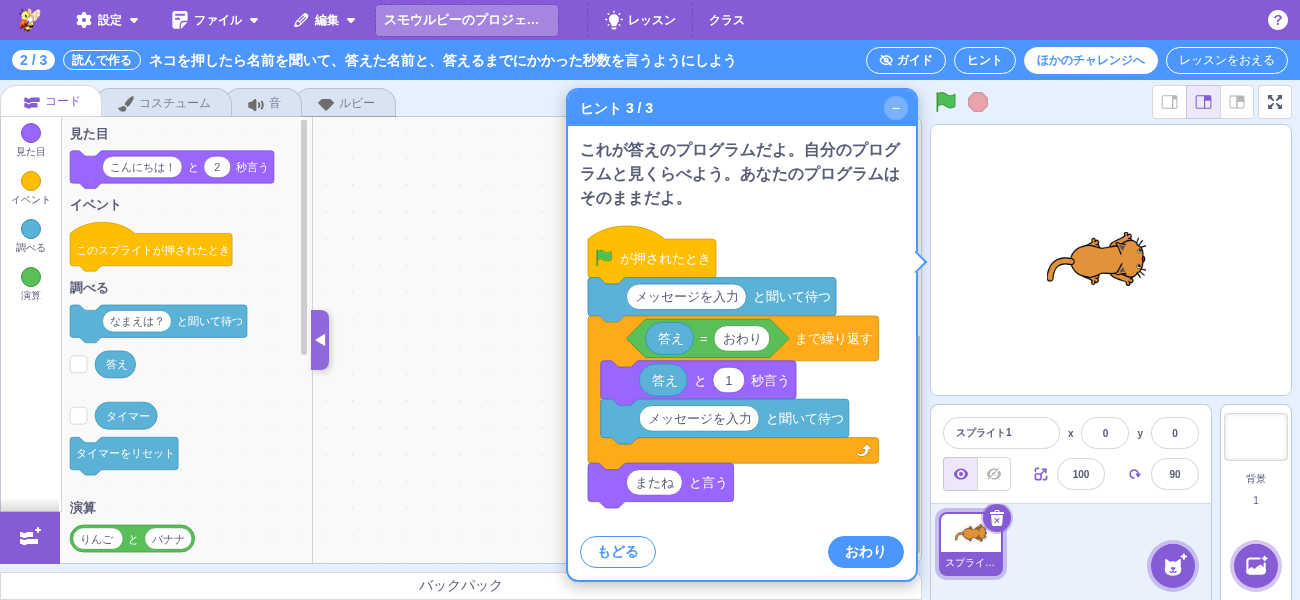 設定
ファイル
編集
スモウルビーのプロジェ…
レッスン
クラス
?
2 / 3
読んで作る
ネコを押したら名前を聞いて、答えた名前と、答えるまでにかかった秒数を言うようにしよう
ガイド
ヒント
ほかのチャレンジへ
レッスンをおえる
コード
コスチューム
音
ルビー
見た目
イベント
調べる
演算
見た目
こんにちは！ と 2 秒言う
イベント
このスプライトが押されたとき
調べる
なまえは？ と聞いて待つ
答え
タイマー
タイマーをリセット
演算
りんご と バナナ
ヒント 3 / 3
これが答えのプログラムだよ。自分のプログ
ラムと見くらべよう。あなたのプログラムは
そのままだよ。
が押されたとき
メッセージを入力 と聞いて待つ
答え = おわり まで繰り返す
答え と 1 秒言う
メッセージを入力 と聞いて待つ
またね と言う
もどる
おわり
スプライト1
x 0
y 0
100
90
スプライ…
背景
1
バックパック